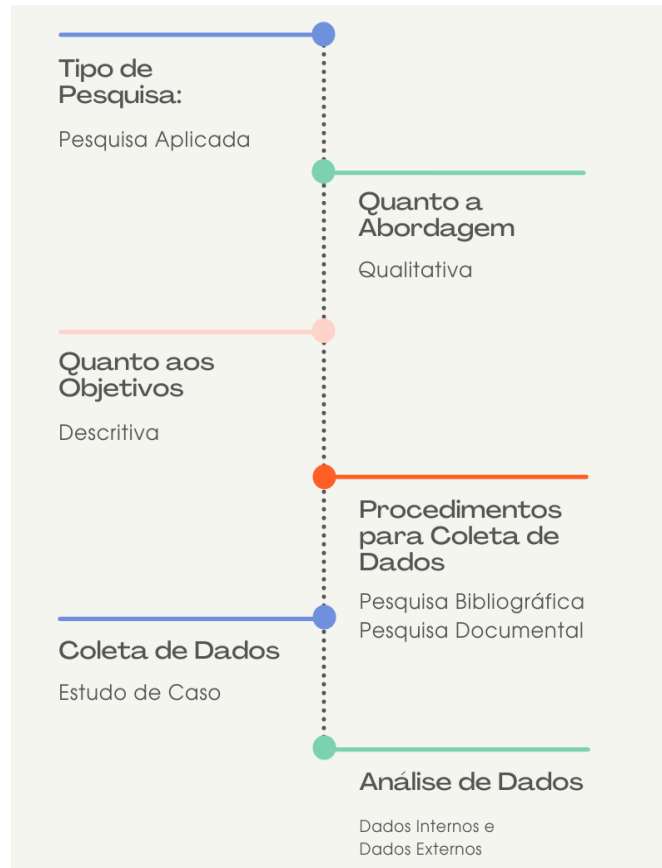 Tipo de
Pesquisa:
Pesquisa Aplicada
Quanto a
Abordagem
Qualitativa
Quanto aos
Objetivos
Descritiva
Procedimentos
para Coleta de
Dados
Pesquisa Bibliográfica
Pesquisa Documental
Coleta de Dados
Estudo de Caso
Análise de Dados
Dados Internos e
Dados Externos